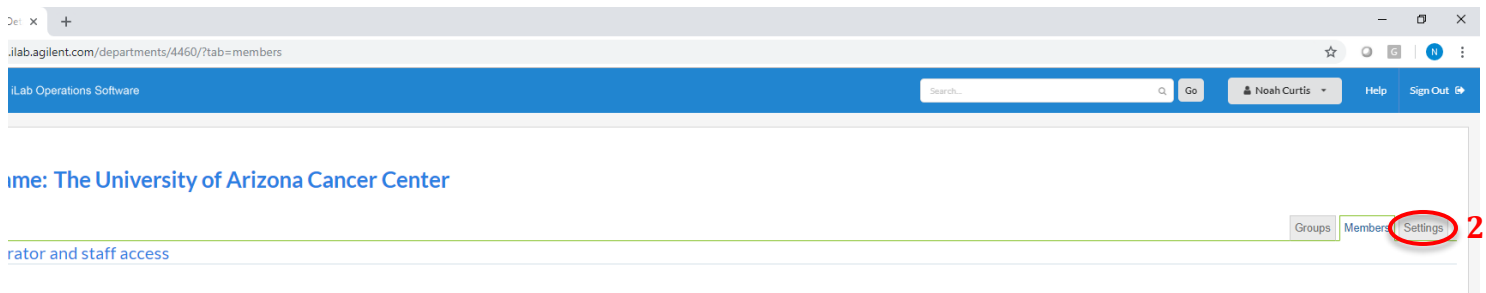 Det × +
.ilab.agilent.com/departments/4460/?tab=members
G N
iLab Operations Software Search... Go Noah Curtis Help Sign Out
ame: The University of Arizona Cancer Center
Groups Members Settings 2
rator and staff access